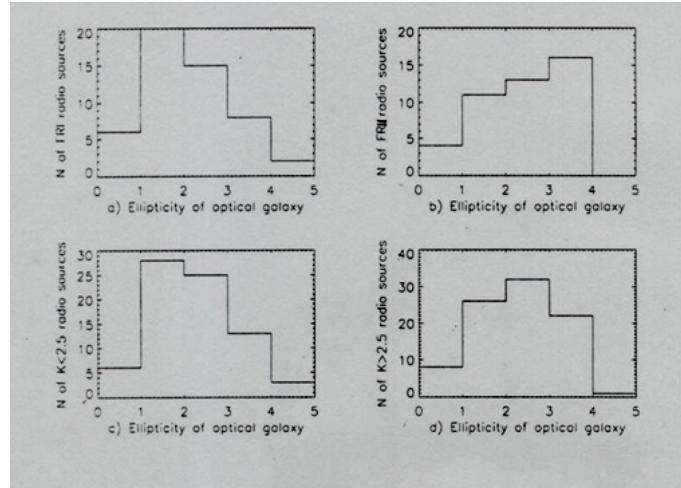 20
15
10
5
0
N of FRI radio sources
0 1 2 3 4 5
a) Ellipticity of optical galaxy
20
15
10
5
0
N of FRII radio sources
0 1 2 3 4 5
b) Ellipticity of optical galaxy
30
25
20
15
10
5
0
N of K<2.5 radio sources
0 1 2 3 4 5
c) Ellipticity of optical galaxy
40
30
20
10
0
N of K>2.5 radio sources
0 1 2 3 4 5
d) Ellipticity of optical galaxy